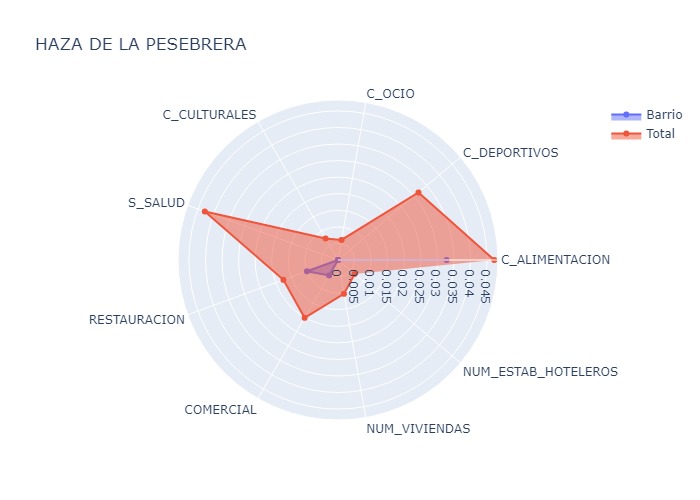 HAZA DE LA PESEBRERA
C_OCIO
C_CULTURALES
C_DEPORTIVOS
Barrio
Total
S_SALUD
C_ALIMENTACION
0
0.005
0.01
0.015
0.02
0.025
0.03
0.035
0.04
0.045
RESTAURACION
NUM_ESTAB_HOTELEROS
COMERCIAL
NUM_VIVIENDAS